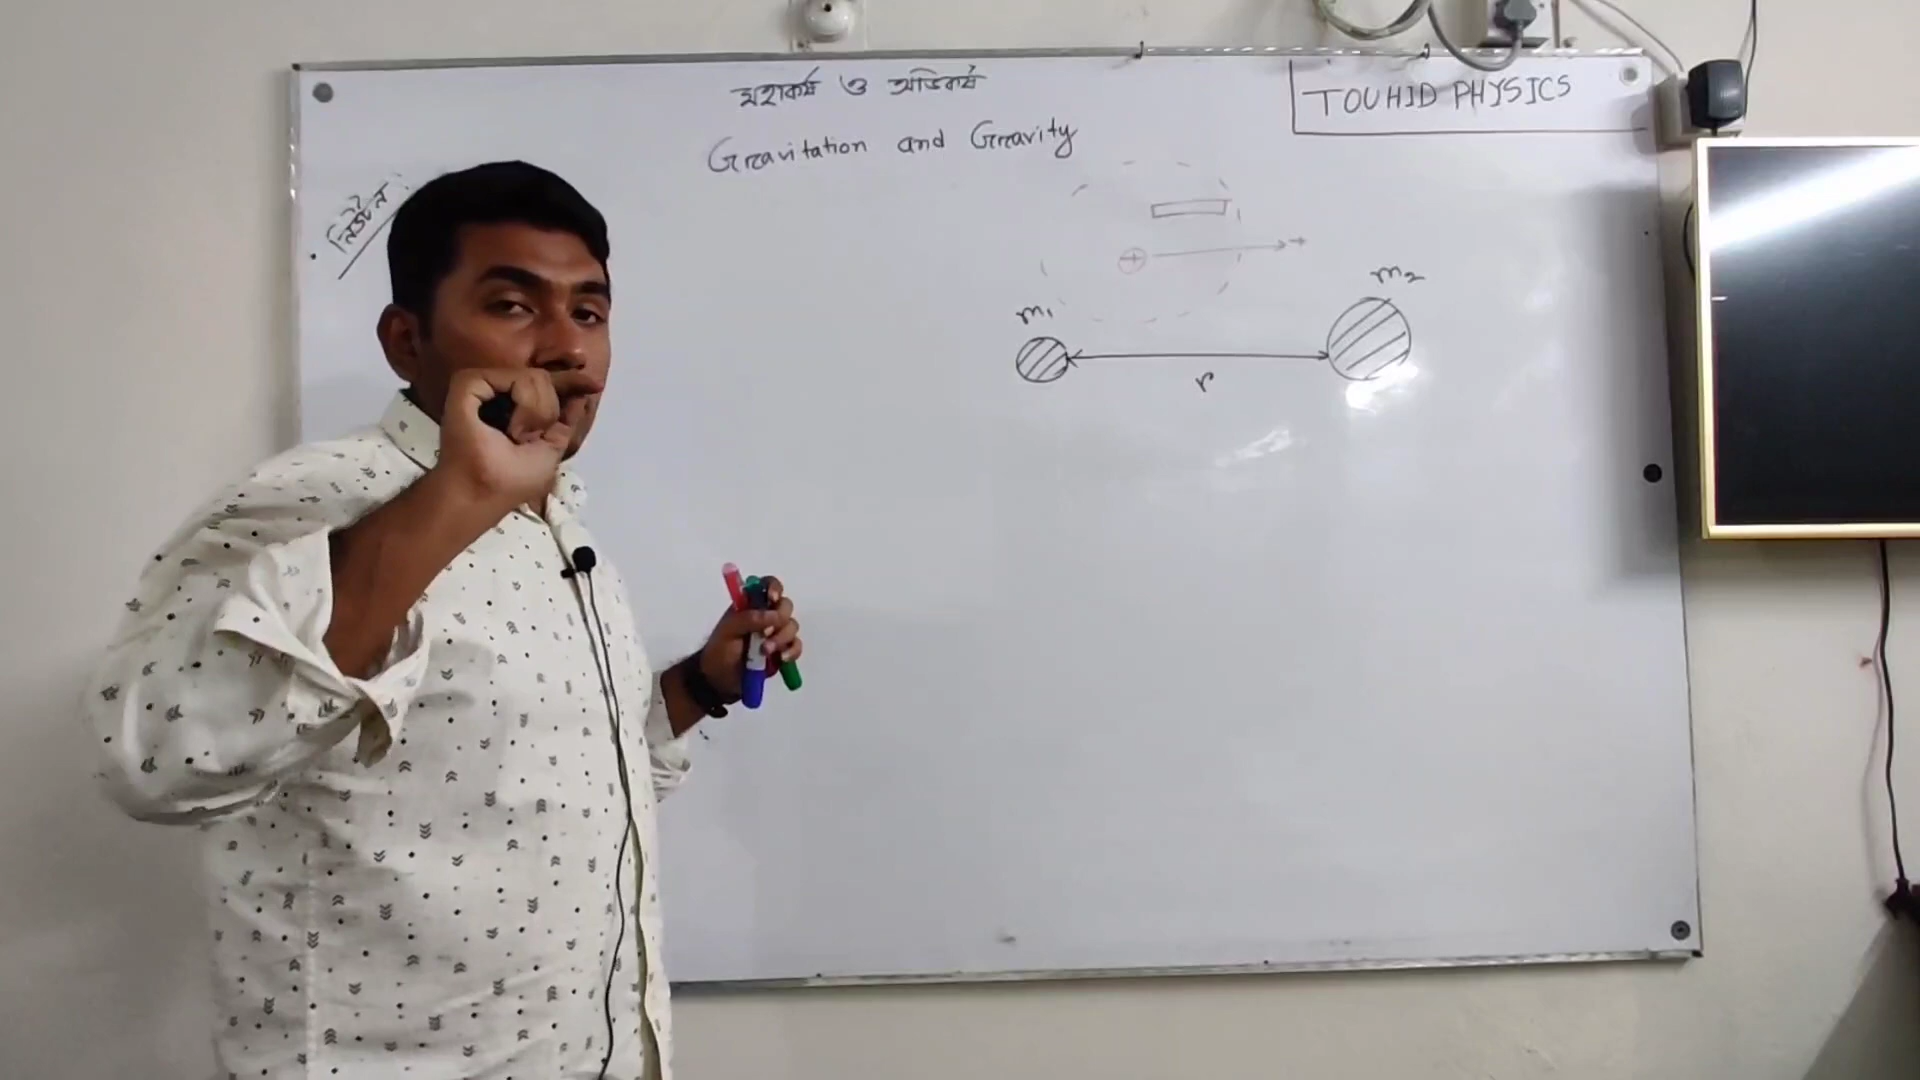 মহাকর্ষ ও অভিকর্ষ
TOUHID PHYSICS
Gravitation and Gravity
নিউটন :
+
m₁
m₂
r